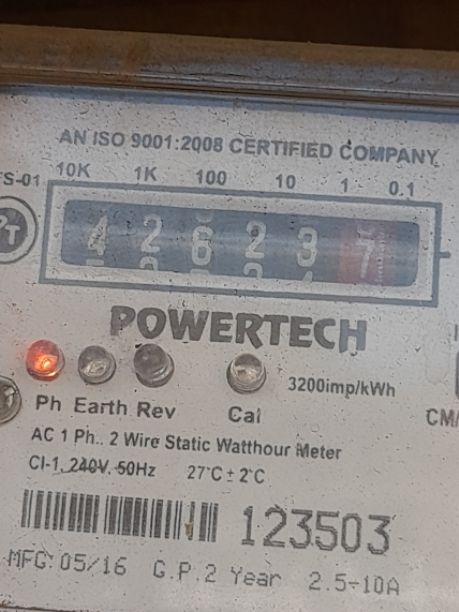 AN ISO 9001:2008 CERTIFIED COMPANY
10K 1K 100 10 1 0.1
4 2 6 2 3 7
POWERTECH
3200imp/kWh
Ph Earth Rev Cal
AC 1 Ph.. 2 Wire Static Watthour Meter
Cl-1, 240V, 50Hz 27°C ± 2°C
123503
MFG:05/16 G.P.2 Year 2.5-10A